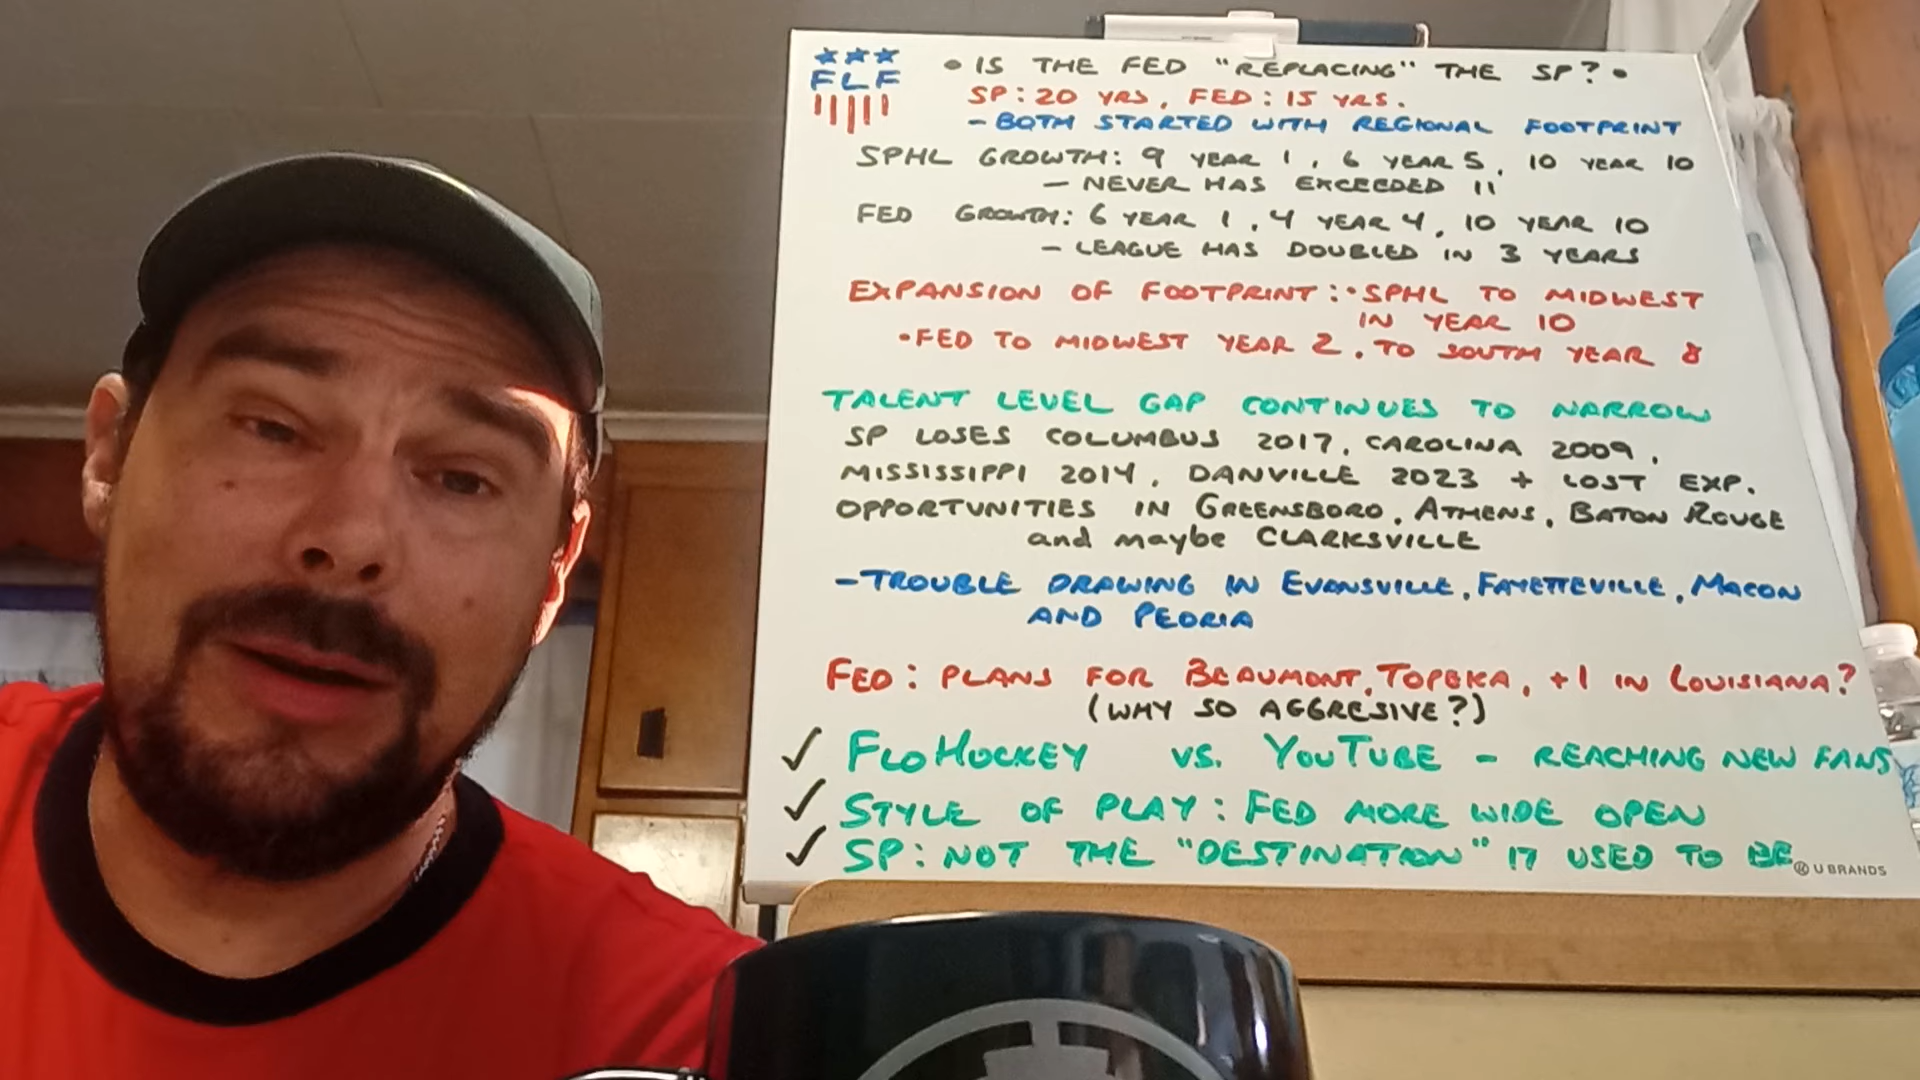 FLF
• IS THE FED "REPLACING" THE SP? •
SP: 20 YRS, FED: 15 YRS.
- BOTH STARTED WITH REGIONAL FOOTPRINT
SPHL GROWTH: 9 YEAR 1, 6 YEAR 5, 10 YEAR 10
- NEVER HAS EXCEEDED 11
FED GROWTH: 6 YEAR 1, 4 YEAR 4, 10 YEAR 10
- LEAGUE HAS DOUBLED IN 3 YEARS
EXPANSION OF FOOTPRINT: • SPHL TO MIDWEST
IN YEAR 10
• FED TO MIDWEST YEAR 2, TO SOUTH YEAR 8
TALENT LEVEL GAP CONTINUES TO NARROW
SP LOSES COLUMBUS 2017, CAROLINA 2009,
MISSISSIPPI 2014, DANVILLE 2023 + LOST EXP.
OPPORTUNITIES IN GREENSBORO, ATHENS, BATON ROUGE
and maybe CLARKSVILLE
- TROUBLE DRAWING IN EVANSVILLE, FAYETTEVILLE, MACON
AND PEORIA
FED: PLANS FOR BEAUMONT, TOPEKA, +1 IN LOUISIANA?
(WHY SO AGGRESIVE?)
✓ FLOHOCKEY VS. YOUTUBE - REACHING NEW FANS
✓ STYLE OF PLAY: FED MORE WIDE OPEN
✓ SP: NOT THE "DESTINATION" IT USED TO BE
U BRANDS